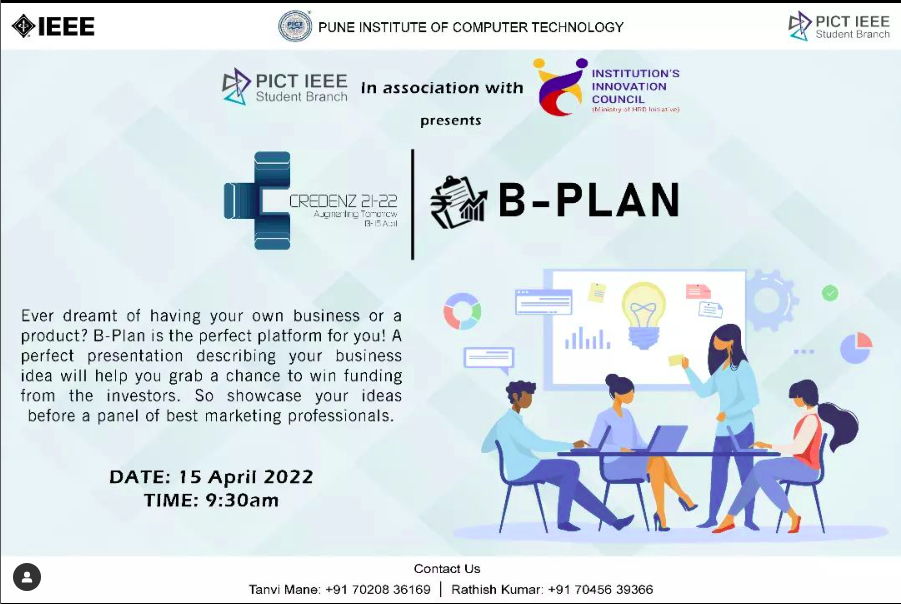 IEEE
PICT
PUNE INSTITUTE OF COMPUTER TECHNOLOGY
PICT IEEE
Student Branch
PICT IEEE
Student Branch
In association with
INSTITUTION'S
INNOVATION
COUNCIL
(Ministry of HRD Initiative)
presents
CREDENZ 21-22
Augmenting Tomorrow
13-15 April
B-PLAN
Ever dreamt of having your own business or a
product? B-Plan is the perfect platform for you! A
perfect presentation describing your business
idea will help you grab a chance to win funding
from the investors. So showcase your ideas
before a panel of best marketing professionals.
DATE: 15 April 2022
TIME: 9:30am
Contact Us
Tanvi Mane: +91 70208 36169 | Rathish Kumar: +91 70456 39366